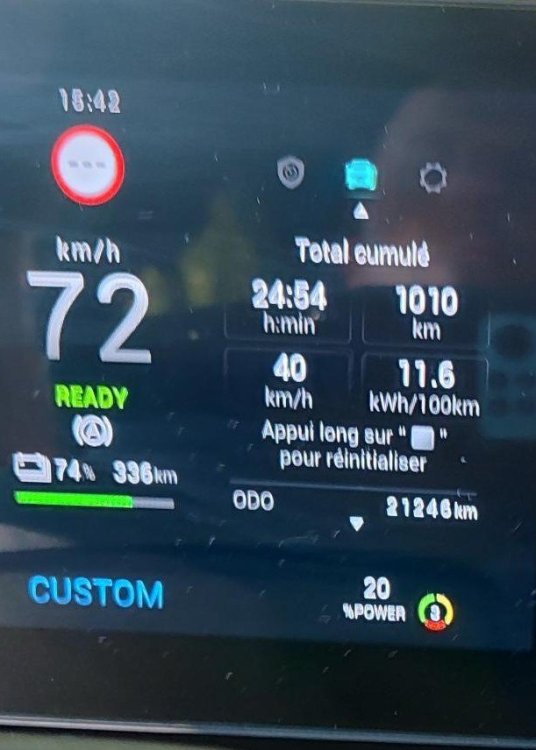 15:42
---
km/h
72
READY
(A)
74% 336km
CUSTOM
Total cumulé
24:54 1010
h:min km
40 11.6
km/h kWh/100km
Appui long sur " "
pour réinitialiser
ODO 21246km
20
%POWER 3